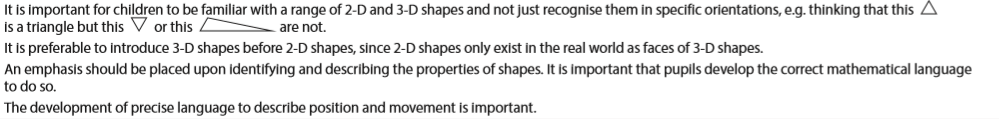 It is important for children to be familiar with a range of 2-D and 3-D shapes and not just recognise them in specific orientations, e.g. thinking that this
is a triangle but this or this are not.
It is preferable to introduce 3-D shapes before 2-D shapes, since 2-D shapes only exist in the real world as faces of 3-D shapes.
An emphasis should be placed upon identifying and describing the properties of shapes. It is important that pupils develop the correct mathematical language
to do so.
The development of precise language to describe position and movement is important.